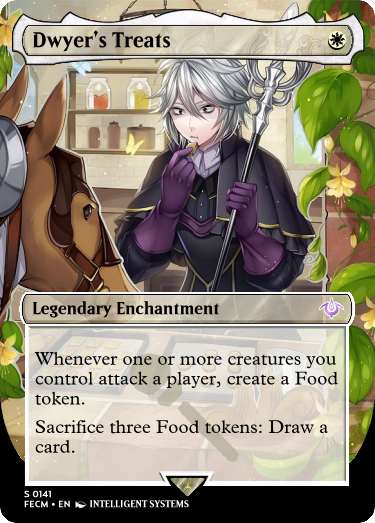 Dwyer's Treats
Legendary Enchantment
Whenever one or more creatures you
control attack a player, create a Food
token.
Sacrifice three Food tokens: Draw a
card.
S 0141
FECM • EN INTELLIGENT SYSTEMS